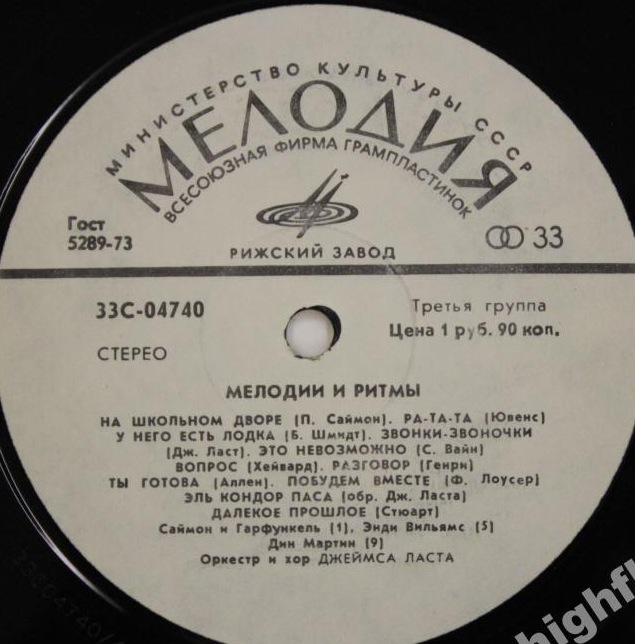 МИНИСТЕРСТВО КУЛЬТУРЫ СССР
МЕЛОДИЯ
ВСЕСОЮЗНАЯ ФИРМА ГРАМПЛАСТИНОК
Гост
5289-73
РИЖСКИЙ ЗАВОД
33
33С-04740
Третья группа
Цена 1 руб. 90 коп.
СТЕРЕО
МЕЛОДИИ И РИТМЫ
НА ШКОЛЬНОМ ДВОРЕ (П. Саймон). РА-ТА-ТА (Ювенс)
У НЕГО ЕСТЬ ЛОДКА (Б. Шмидт). ЗВОНКИ-ЗВОНОЧКИ
(Дж. Ласт). ЭТО НЕВОЗМОЖНО (С. Вайн)
ВОПРОС (Хейвард). РАЗГОВОР (Генри)
ТЫ ГОТОВА (Аллен). ПОБУДЕМ ВМЕСТЕ (Ф. Лоусер)
ЭЛЬ КОНДОР ПАСА (обр. Дж. Ласта)
ДАЛЕКОЕ ПРОШЛОЕ (Стюарт)
Саймон и Гарфункель (1), Энди Вильямс (5)
Дин Мартин (9)
Оркестр и хор ДЖЕЙМСА ЛАСТА
highfl